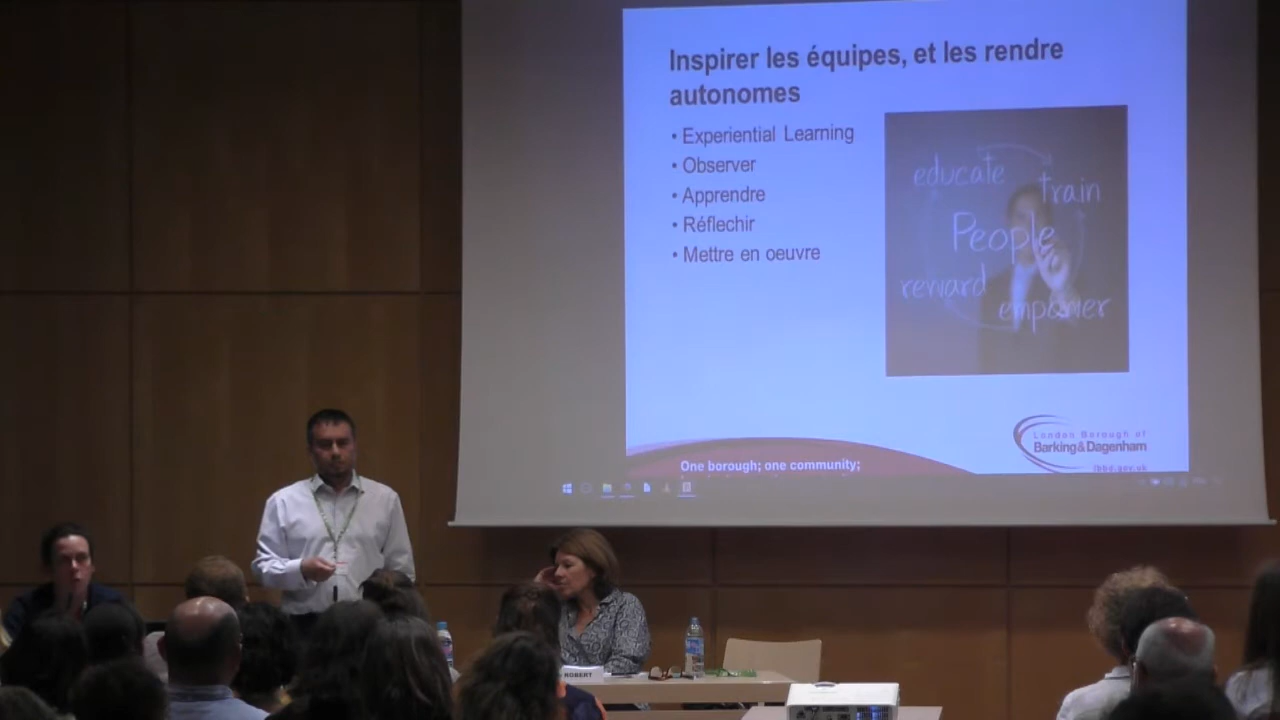 Inspirer les équipes, et les rendre
autonomes
• Experiential Learning
• Observer
• Apprendre
• Réflechir
• Mettre en oeuvre
educate
train
People
reward
empower
London Borough of
Barking&Dagenham
lbbd.gov.uk
One borough; one community;
ROBERT